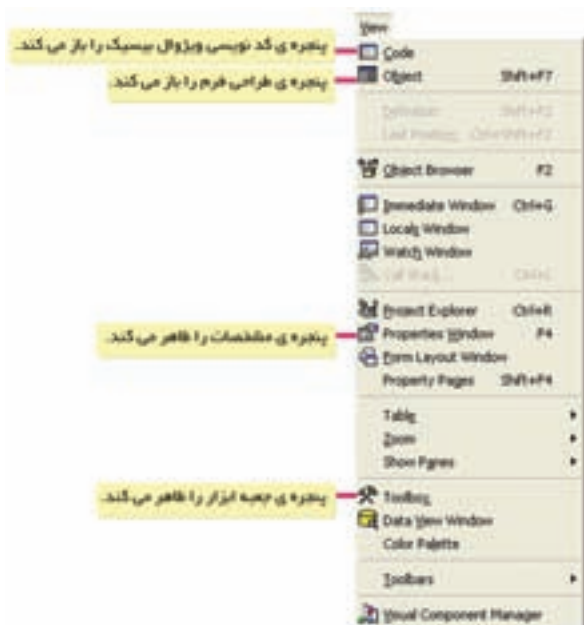 View
پنجره ی کد نویسی ویژوال بیسیک را باز می کند.
Code
پنجره ی طراحی فرم را باز می کند.
Object Shift+F7
Definition Shift+F2
Last Position Ctrl+Shift+F2
Object Browser F2
Immediate Window Ctrl+G
Locals Window
Watch Window
Call Stack... Ctrl+L
Project Explorer Ctrl+R
پنجره ی مشخصات را ظاهر می کند.
Properties Window F4
Form Layout Window
Property Pages Shift+F4
Table
Zoom
Show Panes
پنجره ی جعبه ابزار را ظاهر می کند.
Toolbox
Data View Window
Color Palette
Toolbars
Visual Component Manager